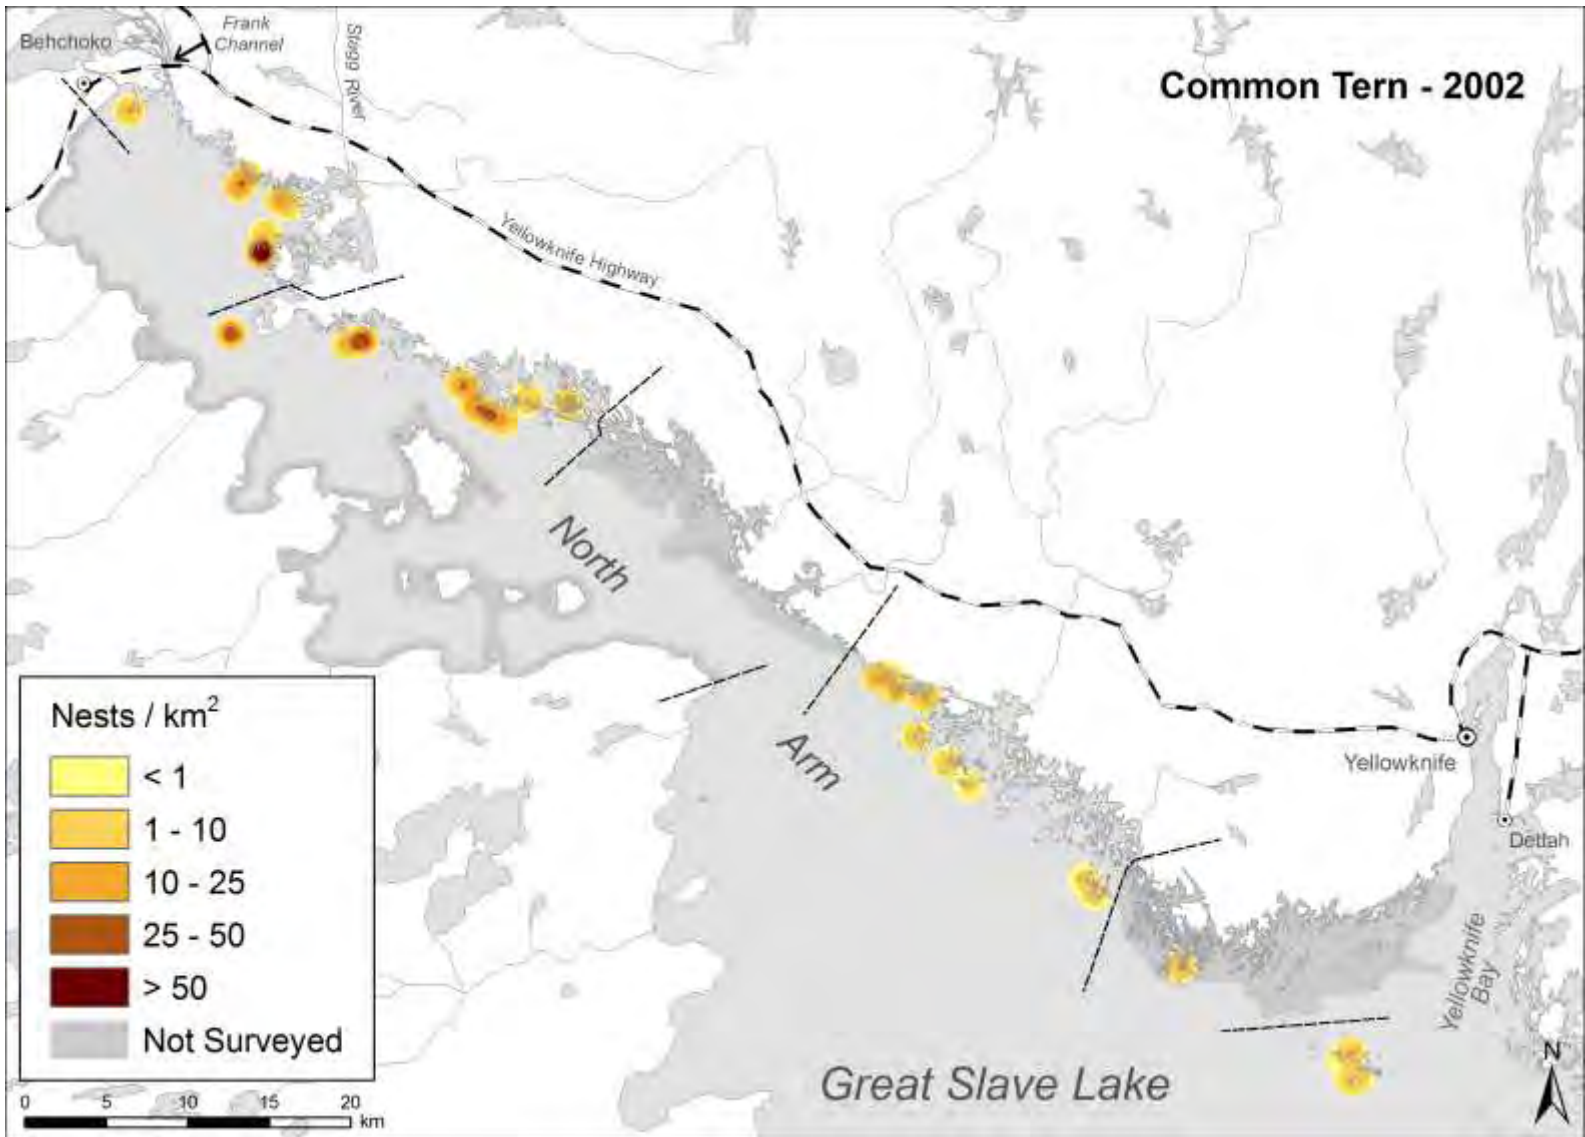 Behchoko
Frank
Channel
Stagg River
Common Tern - 2002
Yellowknife Highway
North
Arm
Yellowknife
Dettah
Yellowknife
Bay
Great Slave Lake
Nests / km2
< 1
1 - 10
10 - 25
25 - 50
> 50
Not Surveyed
0 5 10 15 20
km
N